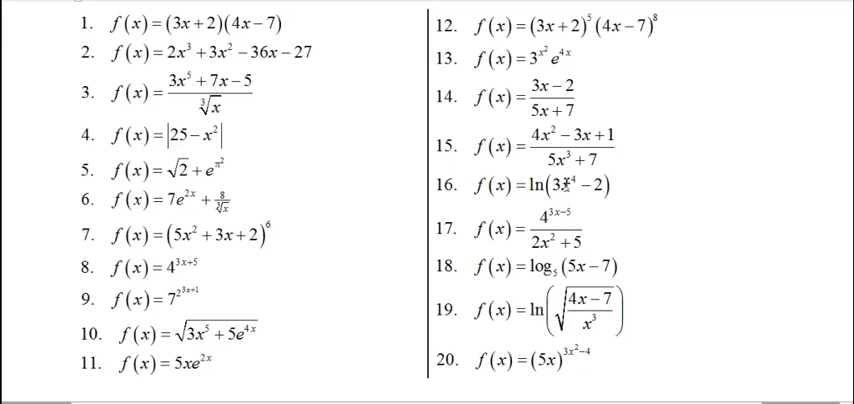 1. f(x)=(3x+2)(4x−7)
2. f(x)=2x³+3x²−36x−27
3. f(x)=(3x⁵+7x−5)/∛x
4. f(x)=|25−x²|
5. f(x)=√2+e^(π²)
6. f(x)=7e^(2x)+8/∛x
7. f(x)=(5x²+3x+2)⁶
8. f(x)=4^(3x+5)
9. f(x)=7^(2^(3x+1))
10. f(x)=√(3x⁵+5e^(4x))
11. f(x)=5xe^(2x)
12. f(x)=(3x+2)⁵(4x−7)⁸
13. f(x)=3^(x²)e^(4x)
14. f(x)=(3x−2)/(5x+7)
15. f(x)=(4x²−3x+1)/(5x³+7)
16. f(x)=ln(3x⁴−2)
17. f(x)=4^(3x−5)/(2x²+5)
18. f(x)=log₅(5x−7)
19. f(x)=ln(√((4x−7)/x³))
20. f(x)=(5x)^(3x²−4)